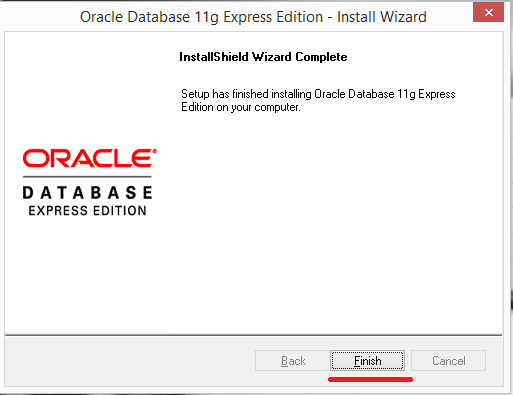 Oracle Database 11g Express Edition - Install Wizard
InstallShield Wizard Complete
Setup has finished installing Oracle Database 11g Express
Edition on your computer.
ORACLE®
DATABASE
EXPRESS EDITION
Back Finish Cancel